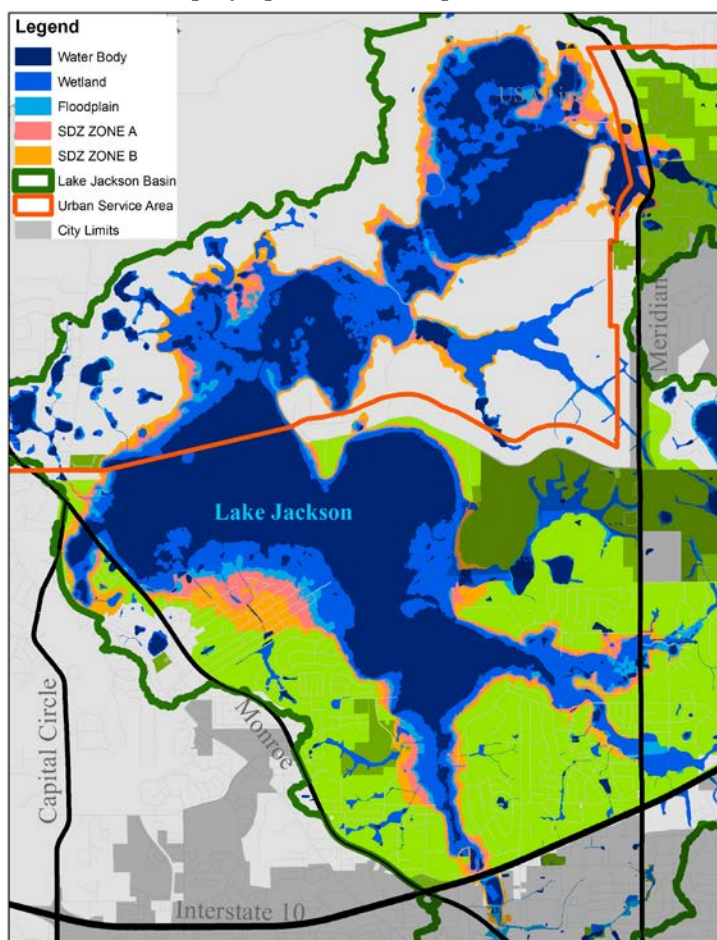 Legend
Water Body
Wetland
Floodplain
SDZ ZONE A
SDZ ZONE B
Lake Jackson Basin
Urban Service Area
City Limits
Meridian
Lake Jackson
Capital Circle
Monroe
Interstate 10